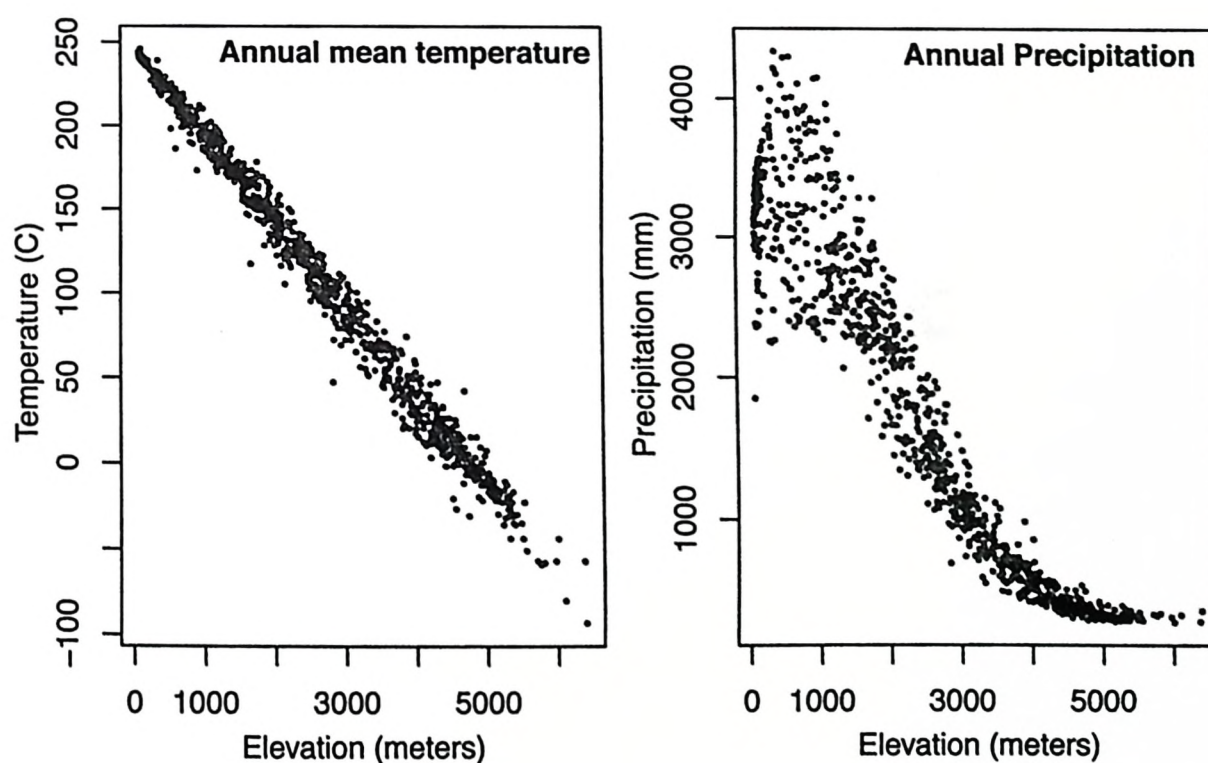 Annual mean temperature
Temperature (C)
250
200
150
100
50
0
−100
0 1000 3000 5000
Elevation (meters)
Annual Precipitation
Precipitation (mm)
4000
3000
2000
1000
0 1000 3000 5000
Elevation (meters)